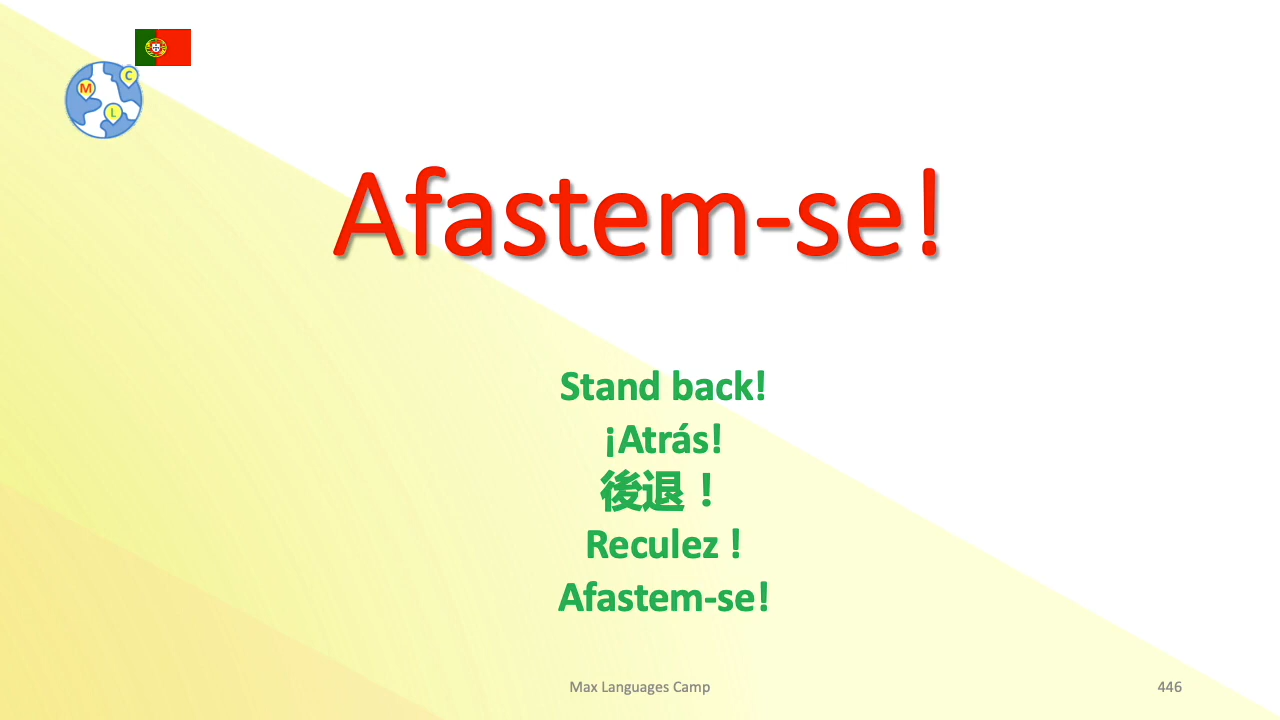 C
M
L
Afastem-se!
Stand back!
¡Atrás!
後退！
Reculez !
Afastem-se!
Max Languages Camp
446